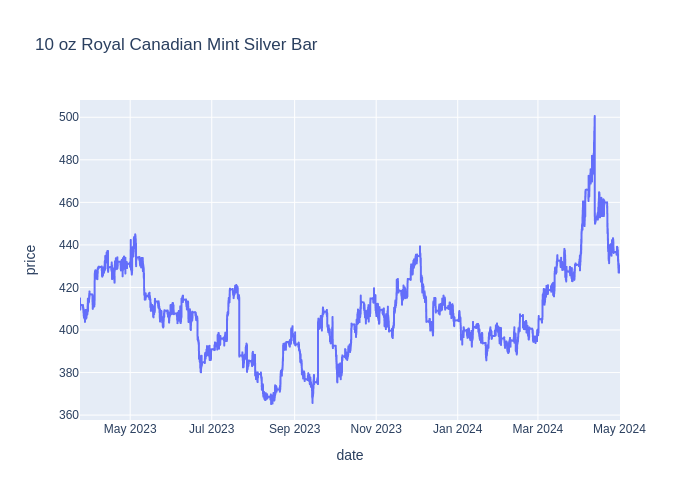 10 oz Royal Canadian Mint Silver Bar
500
480
460
440
420
400
380
360
price
May 2023
Jul 2023
Sep 2023
Nov 2023
Jan 2024
Mar 2024
May 2024
date